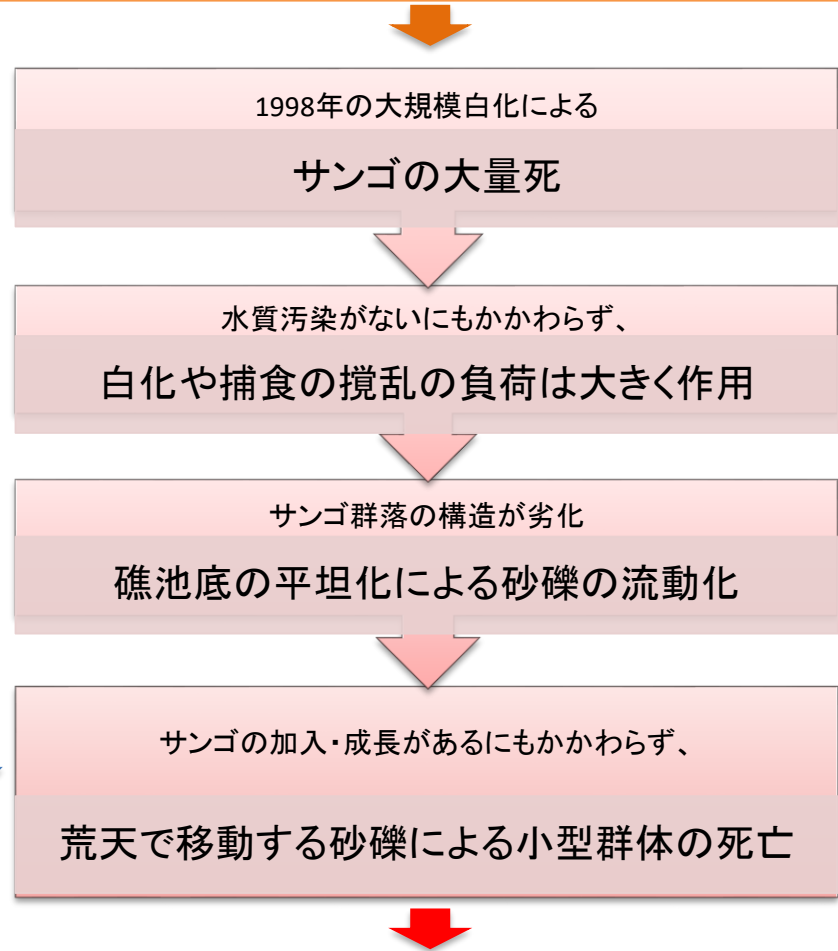 1998年の大規模白化による
サンゴの大量死
水質汚染がないにもかかわらず、
白化や捕食の撹乱の負荷は大きく作用
サンゴ群落の構造が劣化
礁池底の平坦化による砂礫の流動化
サンゴの加入・成長があるにもかかわらず、
荒天で移動する砂礫による小型群体の死亡